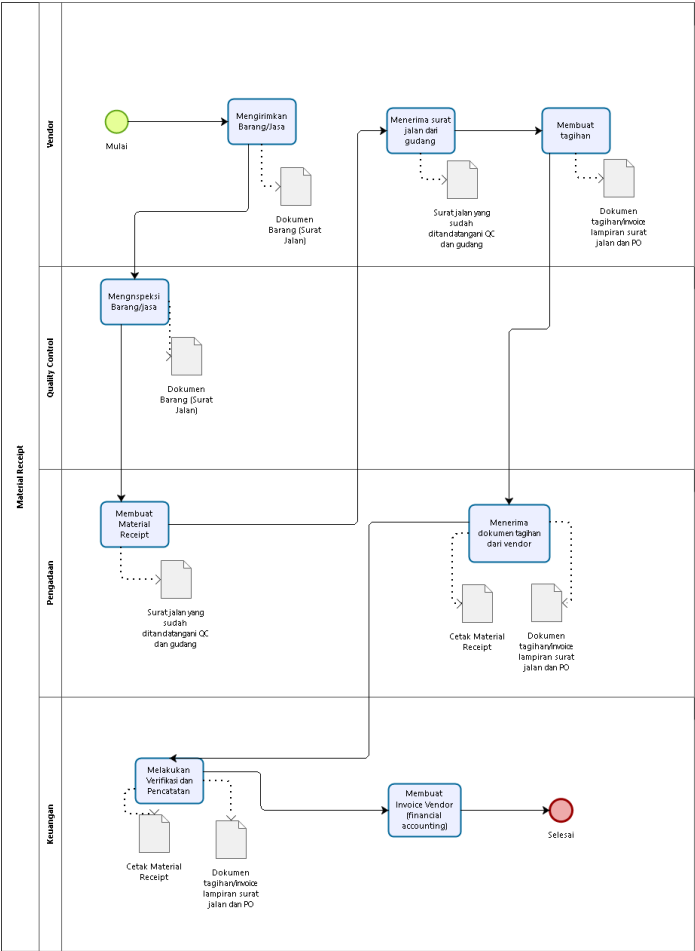 Material Receipt
Vendor
Mulai
Mengirimkan
Barang/Jasa
Dokumen
Barang (Surat
Jalan)
Menerima surat
jalan dari
gudang
Surat jalan yang
sudah
ditandatangani QC
dan gudang
Membuat
tagihan
Dokumen
tagihan/invoice
lampiran surat
jalan dan PO
Quality Control
Mengnspeksi
Barang/jasa
Dokumen
Barang (Surat
Jalan)
Pengadaan
Membuat
Material
Receipt
Surat jalan yang
sudah
ditandatangani QC
dan gudang
Menerima
dokumen tagihan
dari vendor
Cetak Material
Receipt
Dokumen
tagihan/invoice
lampiran surat
jalan dan PO
Keuangan
Melakukan
Verifikasi dan
Pencatatan
Cetak Material
Receipt
Dokumen
tagihan/invoice
lampiran surat
jalan dan PO
Membuat
Invoice Vendor
(financial
accounting)
Selesai